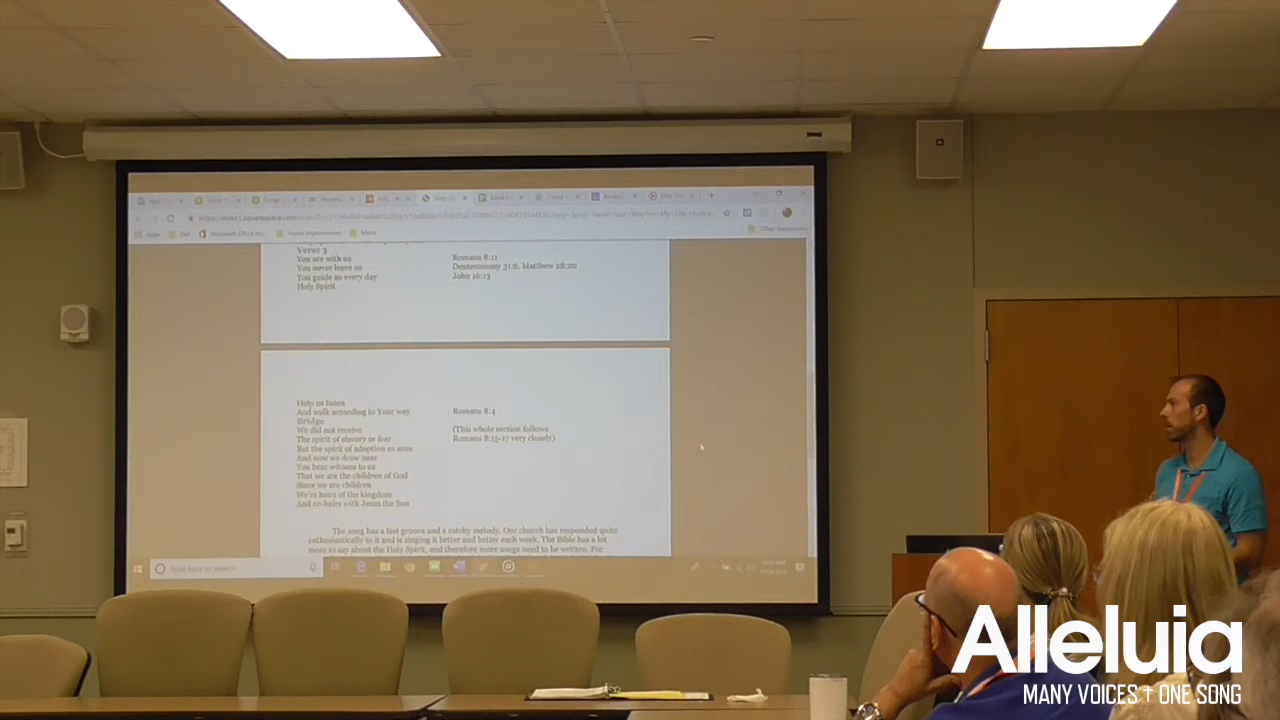 Other bookmarks
Apps
Home Improvement
Verse 3
You are with us Romans 8:11
You never leave us Deuteronomy 31:6, Matthew 28:20
You guide us every day John 16:13
Holy Spirit
Help us listen
And walk according to Your way Romans 8:4
Bridge
We did not receive (This whole section follows
The spirit of slavery or fear Romans 8:15-17 very closely)
But the spirit of adoption as sons
And now we draw near
You bear witness to us
That we are the children of God
Since we are children
We're heirs of the kingdom
And co-heirs with Jesus the Son
The song has a fast groove and a catchy melody. Our church has responded quite
enthusiastically to it and is singing it better and better each week. The Bible has a lot
more to say about the Holy Spirit, and therefore more songs need to be written. For
Type here to search
Alleluia
MANY VOICES ONE SONG